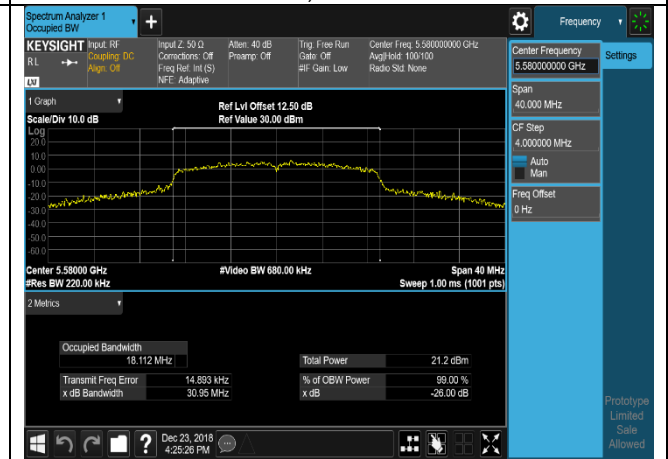 Spectrum Analyzer 1
Occupied BW
+
Frequency
KEYSIGHT
Input: RF
Coupling: DC
Align: Off
Input Z: 50 Ω
Corrections: Off
Freq Ref: Int (S)
NFE: Adaptive
Atten: 40 dB
Preamp: Off
Trig: Free Run
Gate: Off
#IF Gain: Low
Center Freq: 5.580000000 GHz
Avg|Hold: 100/100
Radio Std: None
RL
LXI
1 Graph
Scale/Div 10.0 dB
Ref Lvl Offset 12.50 dB
Ref Value 30.00 dBm
Log
20.0
10.0
0.00
-10.0
-20.0
-30.0
-40.0
-50.0
-60.0
Center 5.58000 GHz
#Video BW 680.00 kHz
Span 40 MHz
#Res BW 220.00 kHz
Sweep 1.00 ms (1001 pts)
2 Metrics
Occupied Bandwidth
18.112 MHz
Total Power 21.2 dBm
Transmit Freq Error 14.893 kHz
% of OBW Power 99.00 %
x dB Bandwidth 30.95 MHz
x dB -26.00 dB
Dec 23, 2018
4:25:26 PM
?
Center Frequency
5.580000000 GHz
Settings
Span
40.000 MHz
CF Step
4.000000 MHz
Auto
Man
Freq Offset
0 Hz
Prototype
Limited
Sale
Allowed